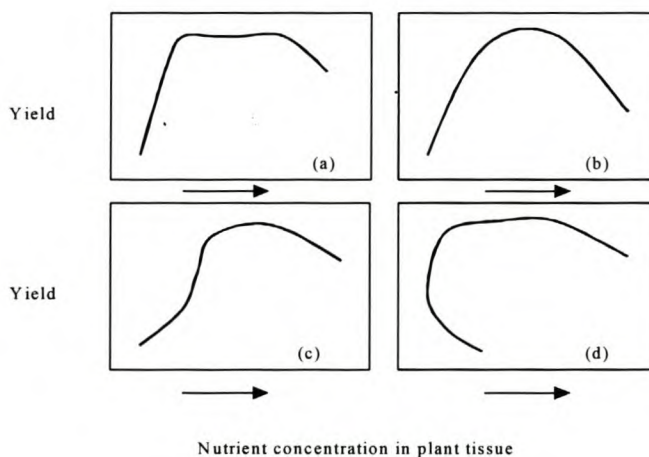 Yield
(a)
(b)
Yield
(c)
(d)
Nutrient concentration in plant tissue